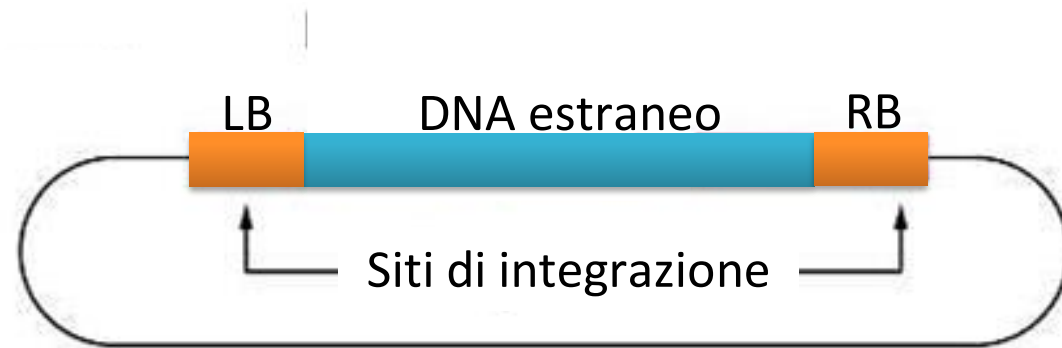 LB DNA estraneo RB
Siti di integrazione